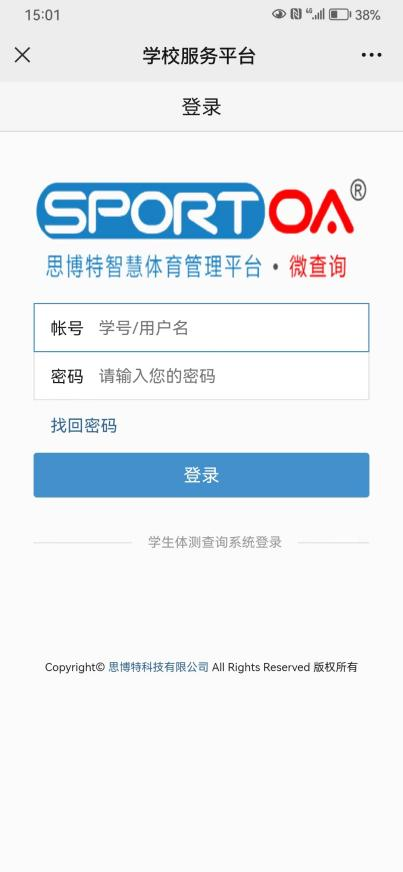 15:01
38%
学校服务平台
登录
SPORTOA®
思博特智慧体育管理平台·微查询
帐号 学号/用户名
密码 请输入您的密码
找回密码
登录
学生体测查询系统登录
Copyright© 思博特科技有限公司 All Rights Reserved 版权所有